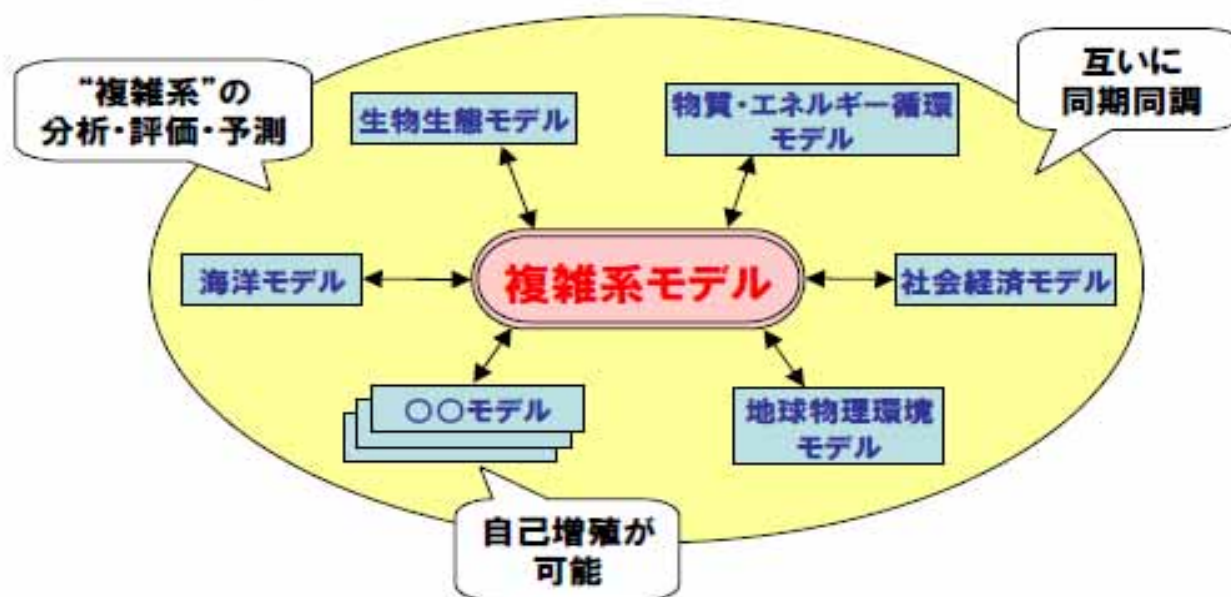 “複雑系”の
分析・評価・予測
互いに
同期同調
生物生態モデル
物質・エネルギー循環
モデル
海洋モデル
複雑系モデル
社会経済モデル
〇〇モデル
地球物理環境
モデル
自己増殖が
可能